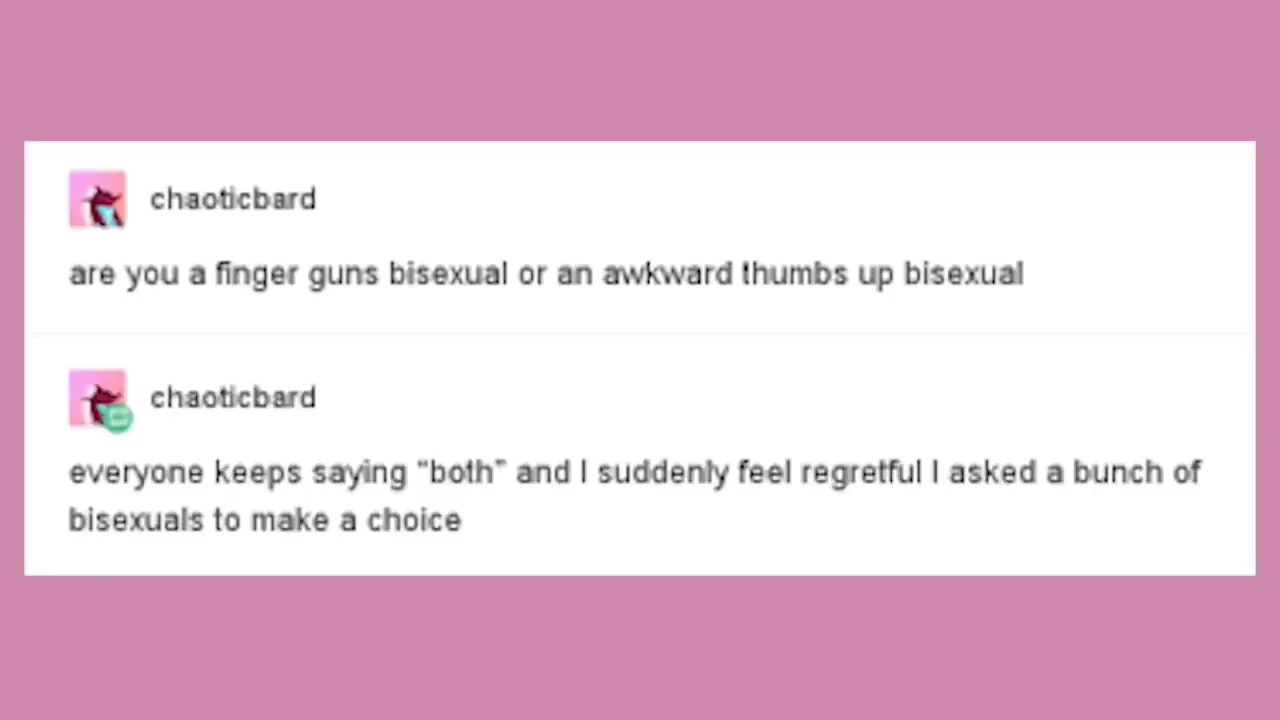 chaoticbard
are you a finger guns bisexual or an awkward thumbs up bisexual
chaoticbard
everyone keeps saying "both" and I suddenly feel regretful I asked a bunch of
bisexuals to make a choice